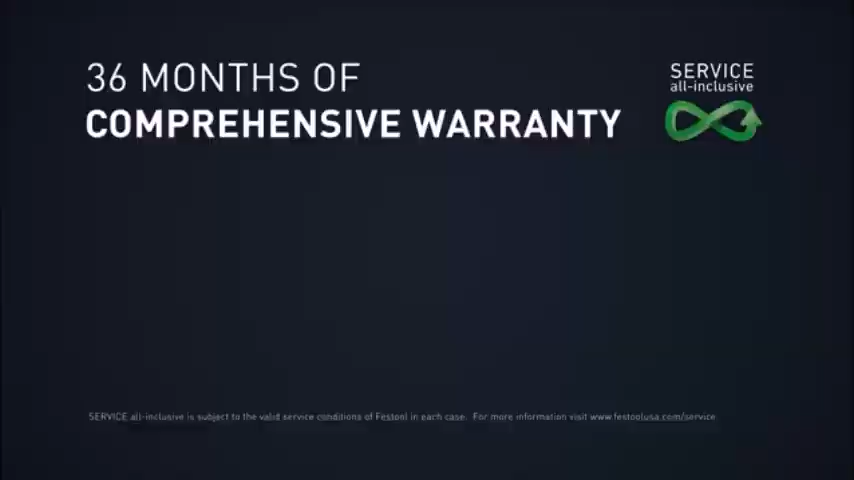 36 MONTHS OF
COMPREHENSIVE WARRANTY
SERVICE
all-inclusive
SERVICE all-inclusive is subject to the valid service conditions of Festool in each case. For more information visit www.festoolusa.com/service